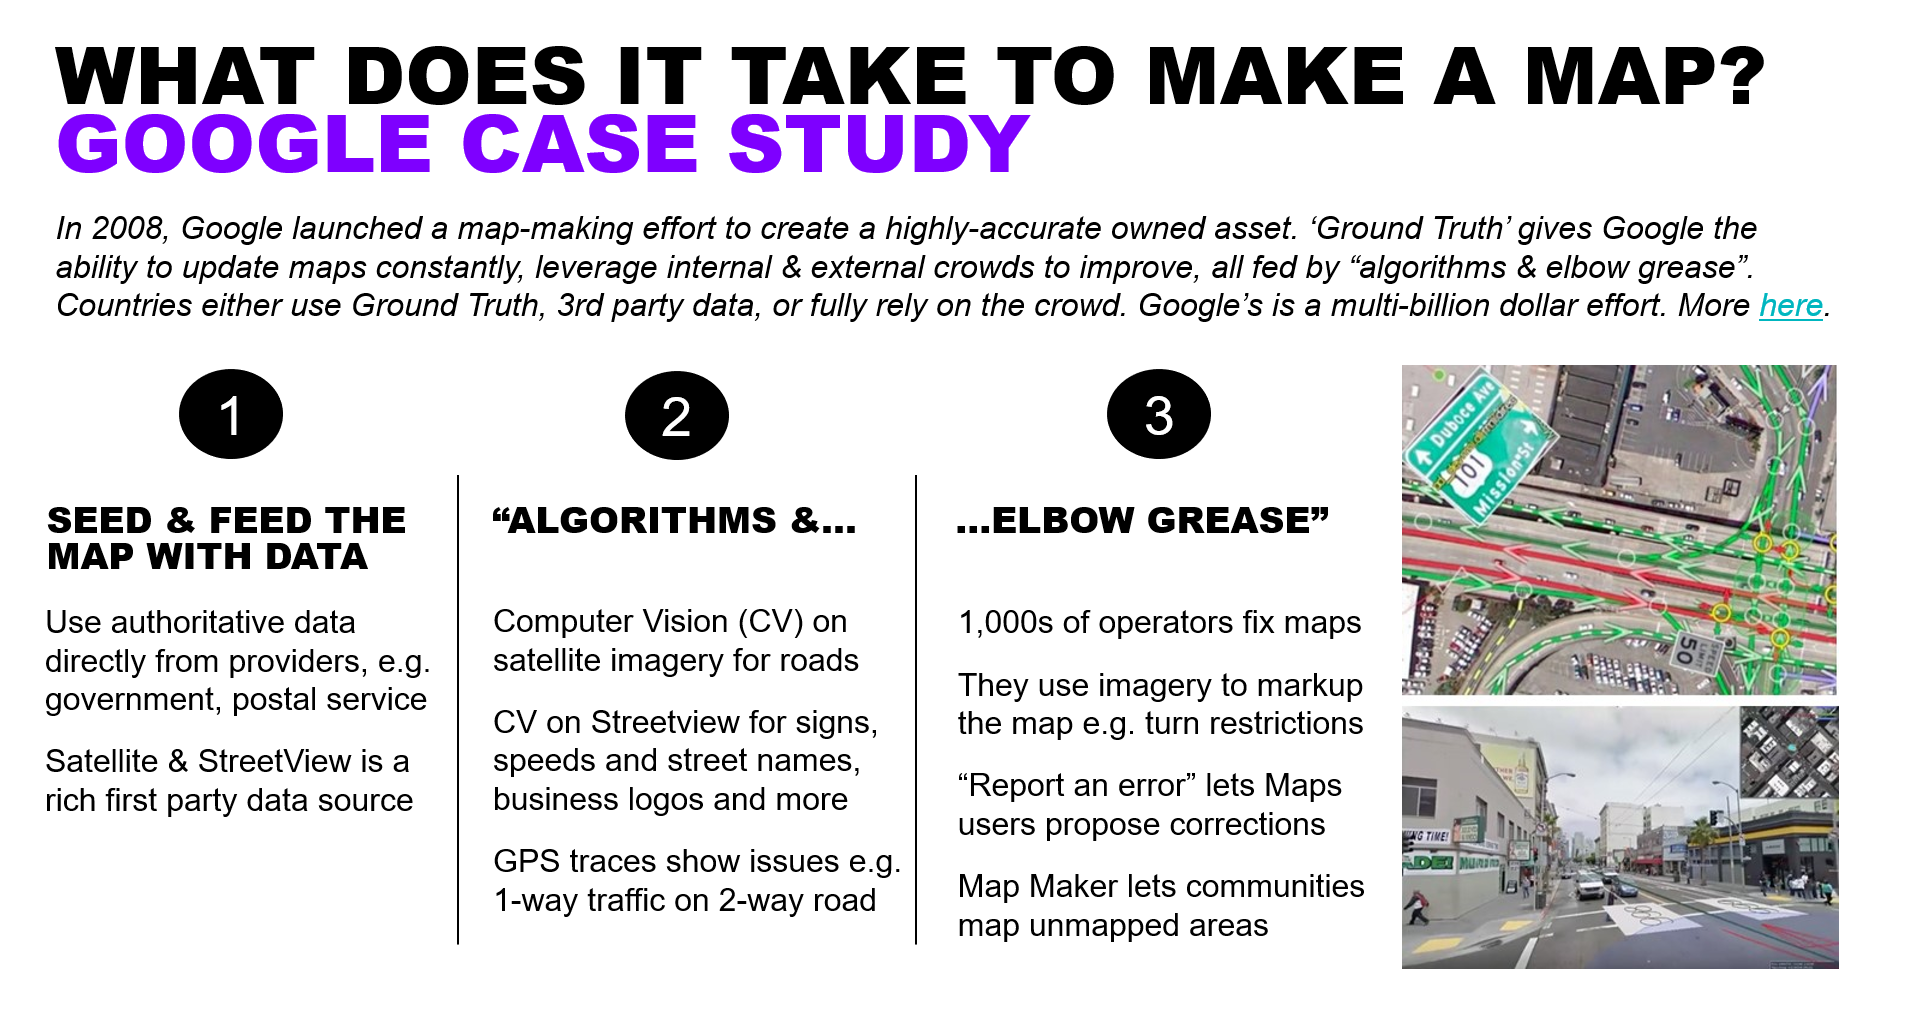 WHAT DOES IT TAKE TO MAKE A MAP?
GOOGLE CASE STUDY
In 2008, Google launched a map-making effort to create a highly-accurate owned asset. ‘Ground Truth’ gives Google the
ability to update maps constantly, leverage internal & external crowds to improve, all fed by “algorithms & elbow grease”.
Countries either use Ground Truth, 3rd party data, or fully rely on the crowd. Google’s is a multi-billion dollar effort. More here.
1
SEED & FEED THE
MAP WITH DATA
Use authoritative data
directly from providers, e.g.
government, postal service
Satellite & StreetView is a
rich first party data source
2
“ALGORITHMS &...
Computer Vision (CV) on
satellite imagery for roads
CV on Streetview for signs,
speeds and street names,
business logos and more
GPS traces show issues e.g.
1-way traffic on 2-way road
3
...ELBOW GREASE”
1,000s of operators fix maps
They use imagery to markup
the map e.g. turn restrictions
“Report an error” lets Maps
users propose corrections
Map Maker lets communities
map unmapped areas
Duboce Ave
101
Mission St
SPEED
LIMIT
50
TIME!